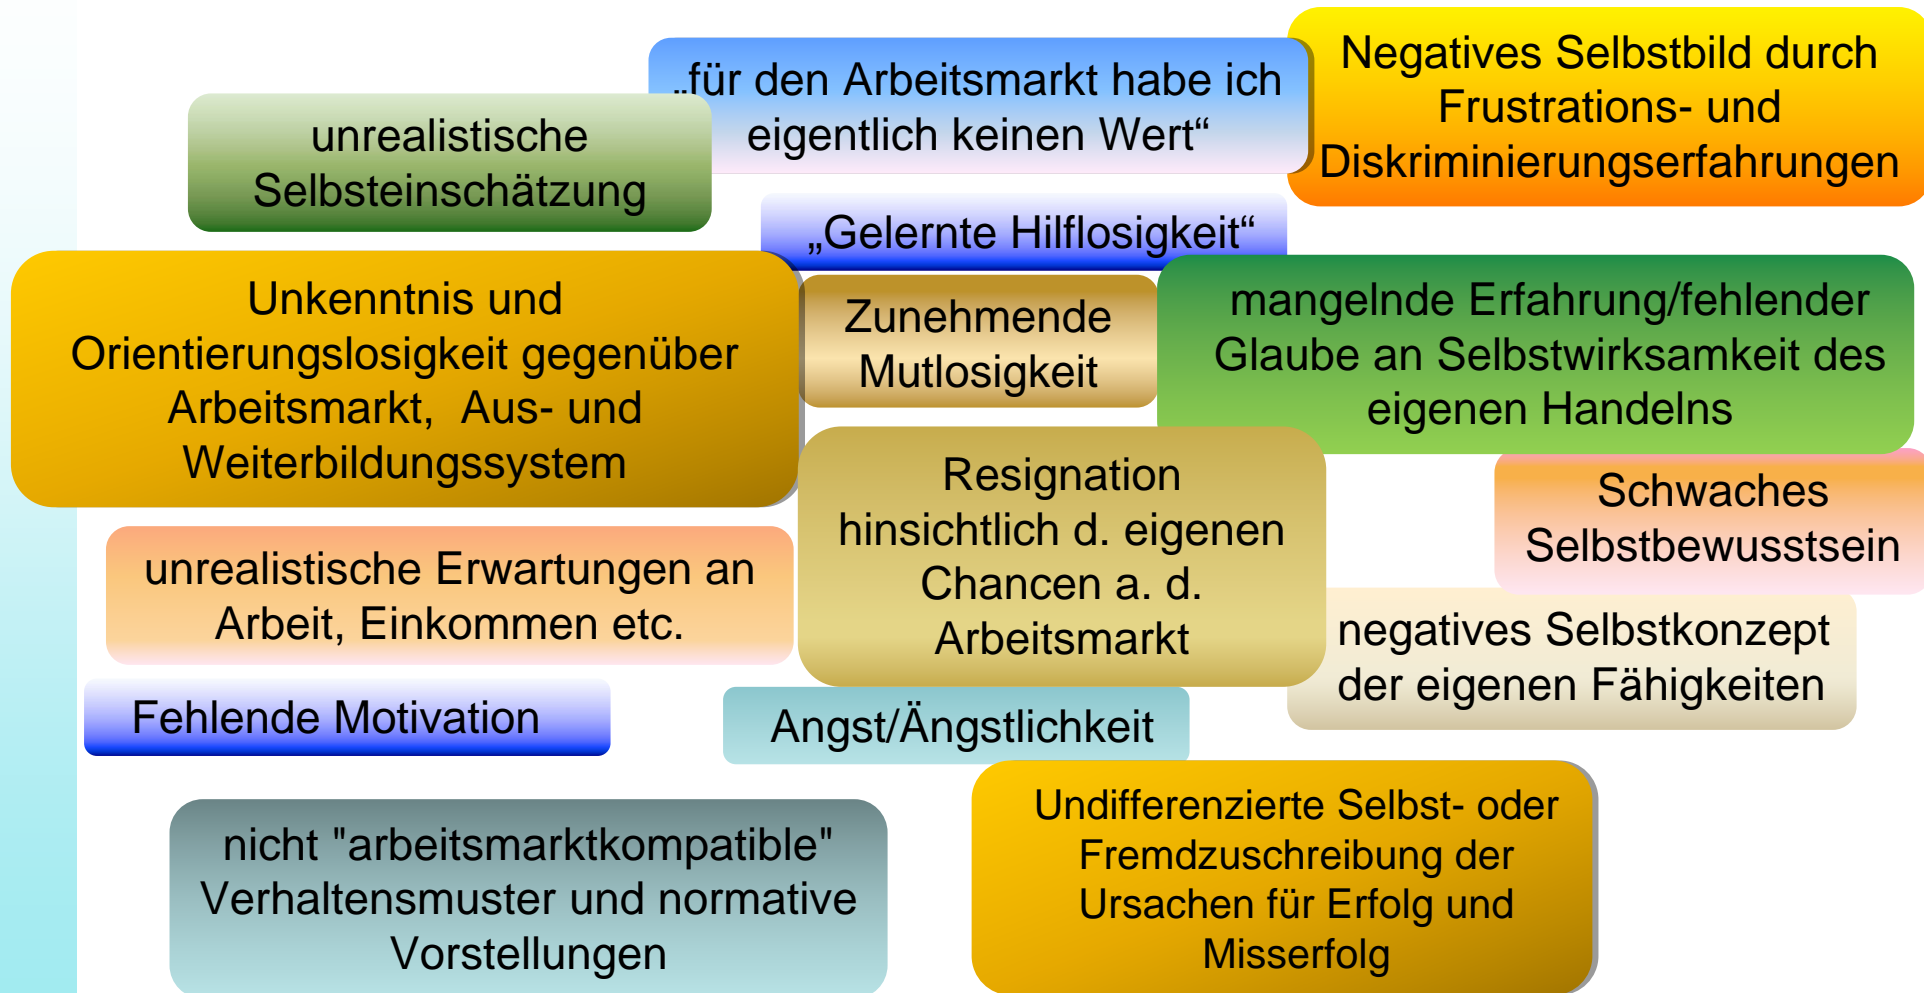 „für den Arbeitsmarkt habe ich
eigentlich keinen Wert“
Negatives Selbstbild durch
Frustrations- und
Diskriminierungserfahrungen
unrealistische
Selbsteinschätzung
„Gelernte Hilflosigkeit“
Unkenntnis und
Orientierungslosigkeit gegenüber
Arbeitsmarkt, Aus- und
Weiterbildungssystem
Zunehmende
Mutlosigkeit
mangelnde Erfahrung/fehlender
Glaube an Selbstwirksamkeit des
eigenen Handelns
Resignation
hinsichtlich d. eigenen
Chancen a. d.
Arbeitsmarkt
Schwaches
Selbstbewusstsein
unrealistische Erwartungen an
Arbeit, Einkommen etc.
negatives Selbstkonzept
der eigenen Fähigkeiten
Fehlende Motivation
Angst/Ängstlichkeit
nicht "arbeitsmarktkompatible"
Verhaltensmuster und normative
Vorstellungen
Undifferenzierte Selbst- oder
Fremdzuschreibung der
Ursachen für Erfolg und
Misserfolg